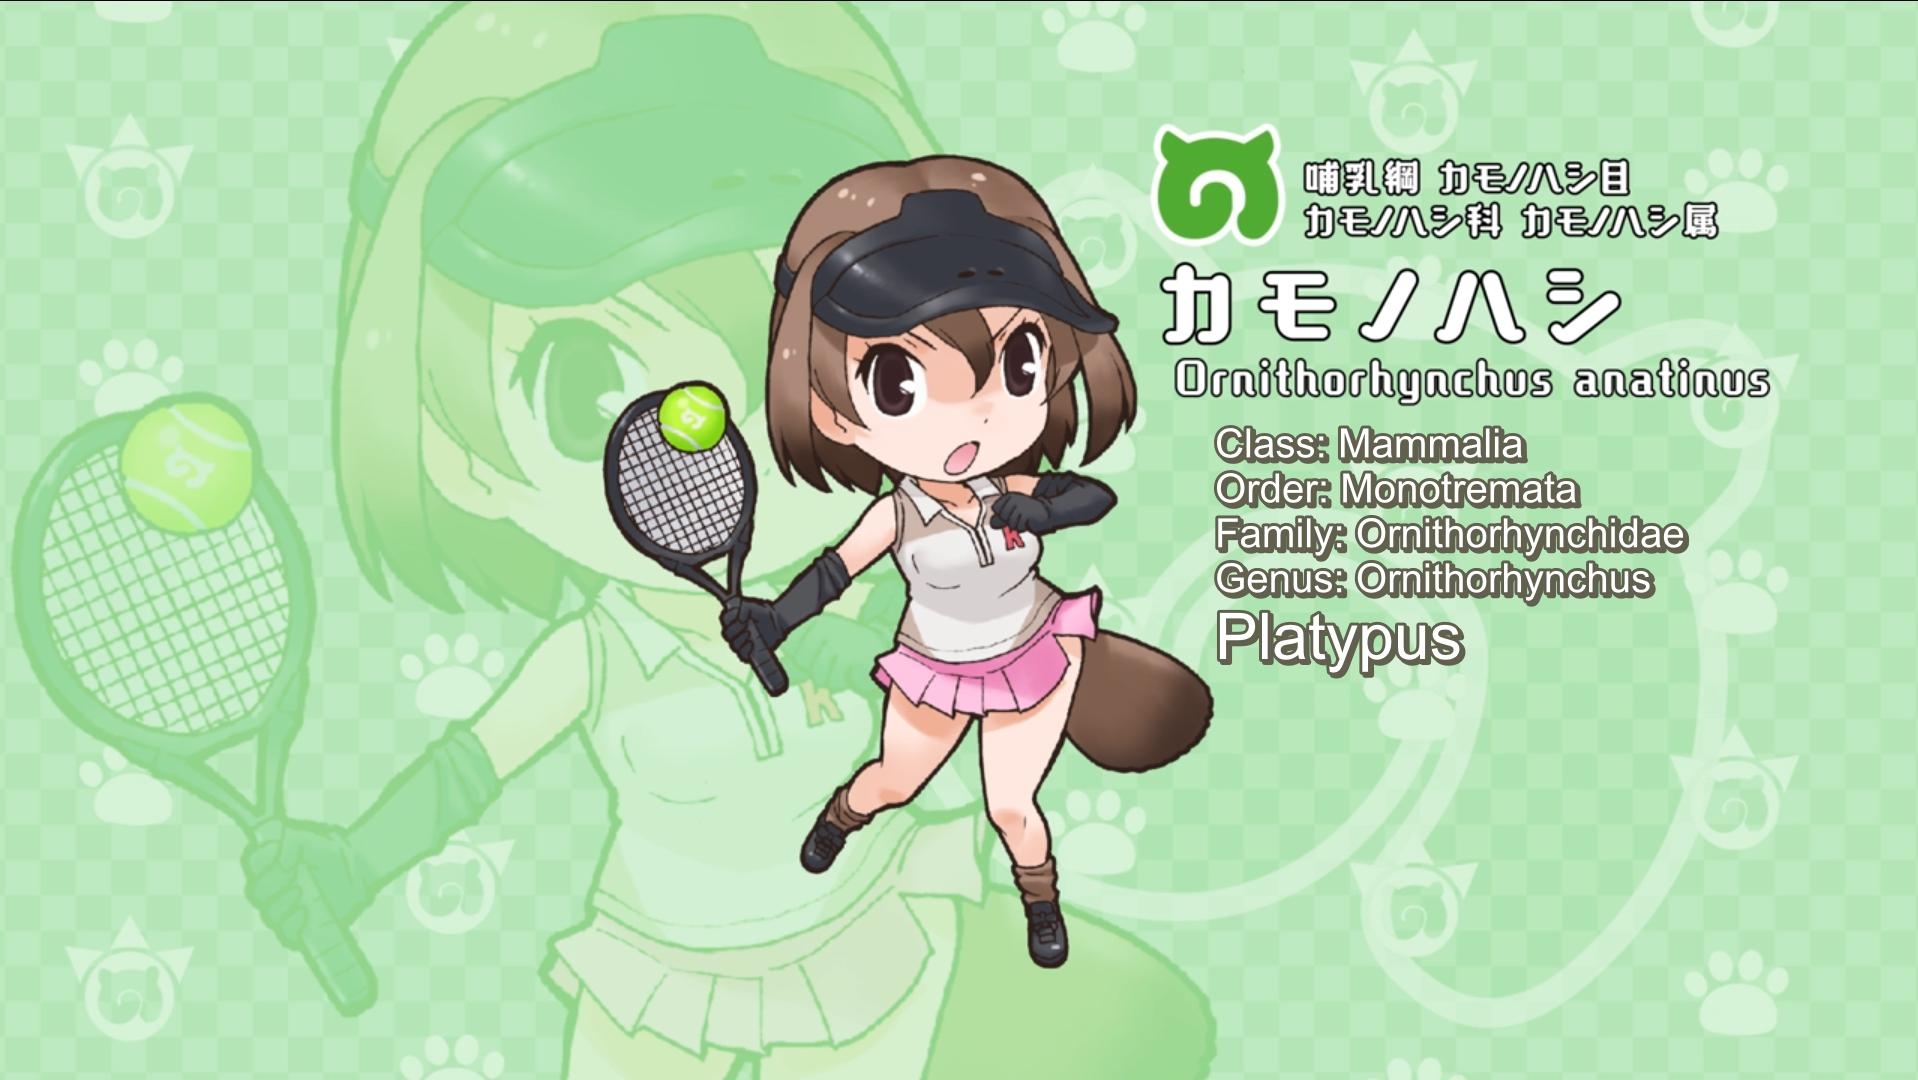 哺乳綱 カモノハシ目
カモノハシ科 カモノハシ属
カモノハシ
Ornithorhynchus anatinus
Class: Mammalia
Order: Monotremata
Family: Ornithorhynchidae
Genus: Ornithorhynchus
Platypus
K